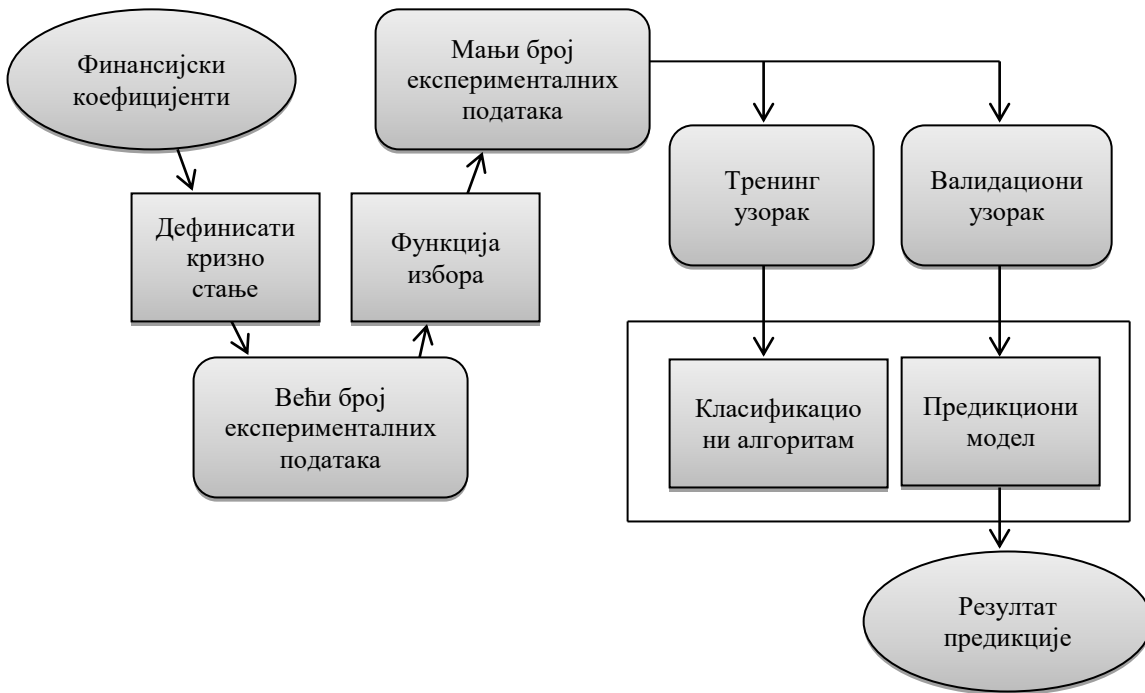 Финансијски
коефицијенти
Дефинисати
кризно
стање
Већи број
експерименталних
података
Функција
избора
Мањи број
експерименталних
података
Тренинг
узорак
Валидациони
узорак
Класификацио
ни алгоритам
Предикциони
модел
Резултат
предикције